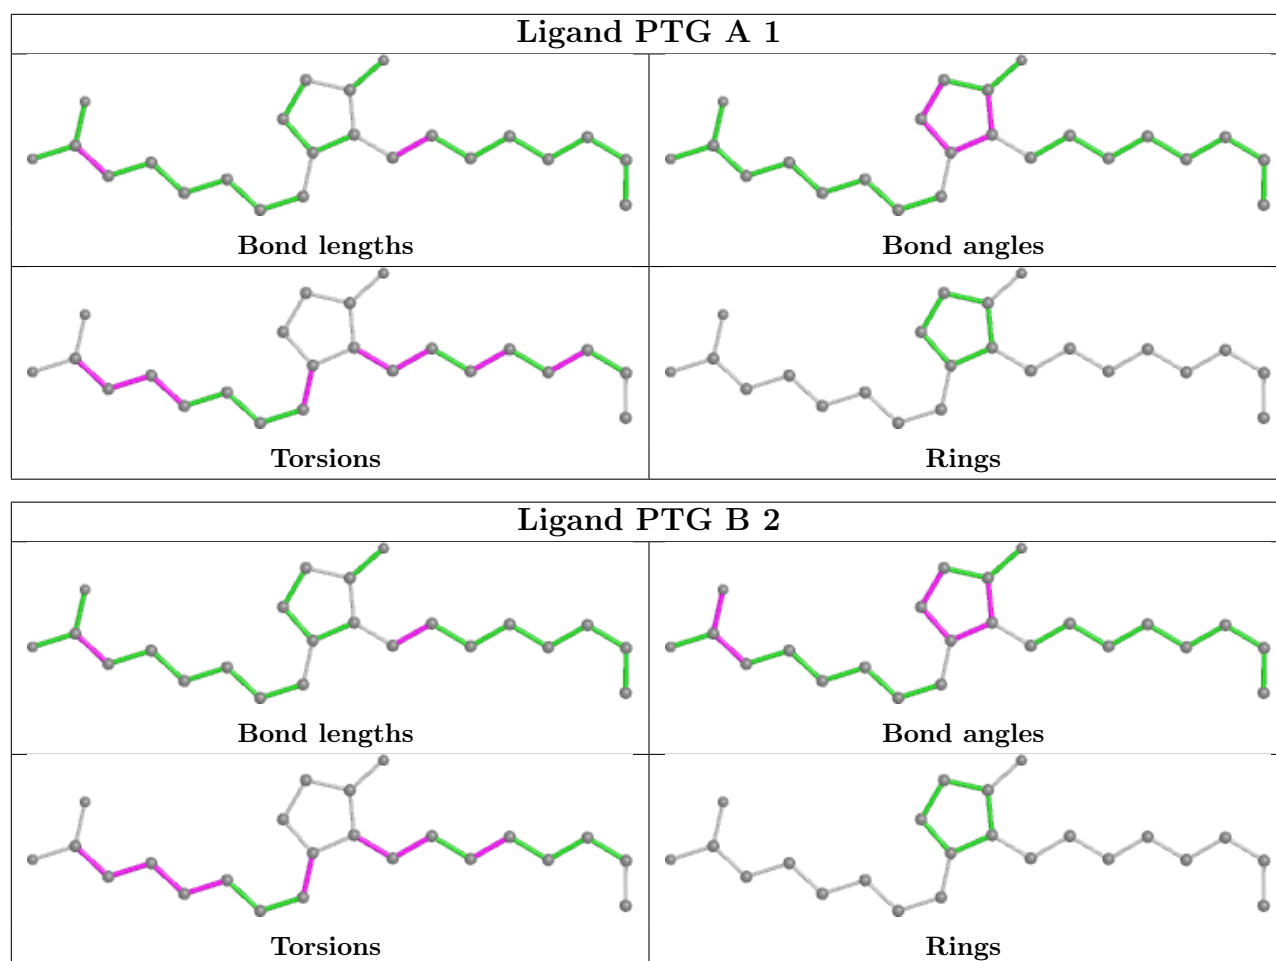 Ligand PTG A 1
Bond lengths
Bond angles
Torsions
Rings
Ligand PTG B 2
Bond lengths
Bond angles
Torsions
Rings